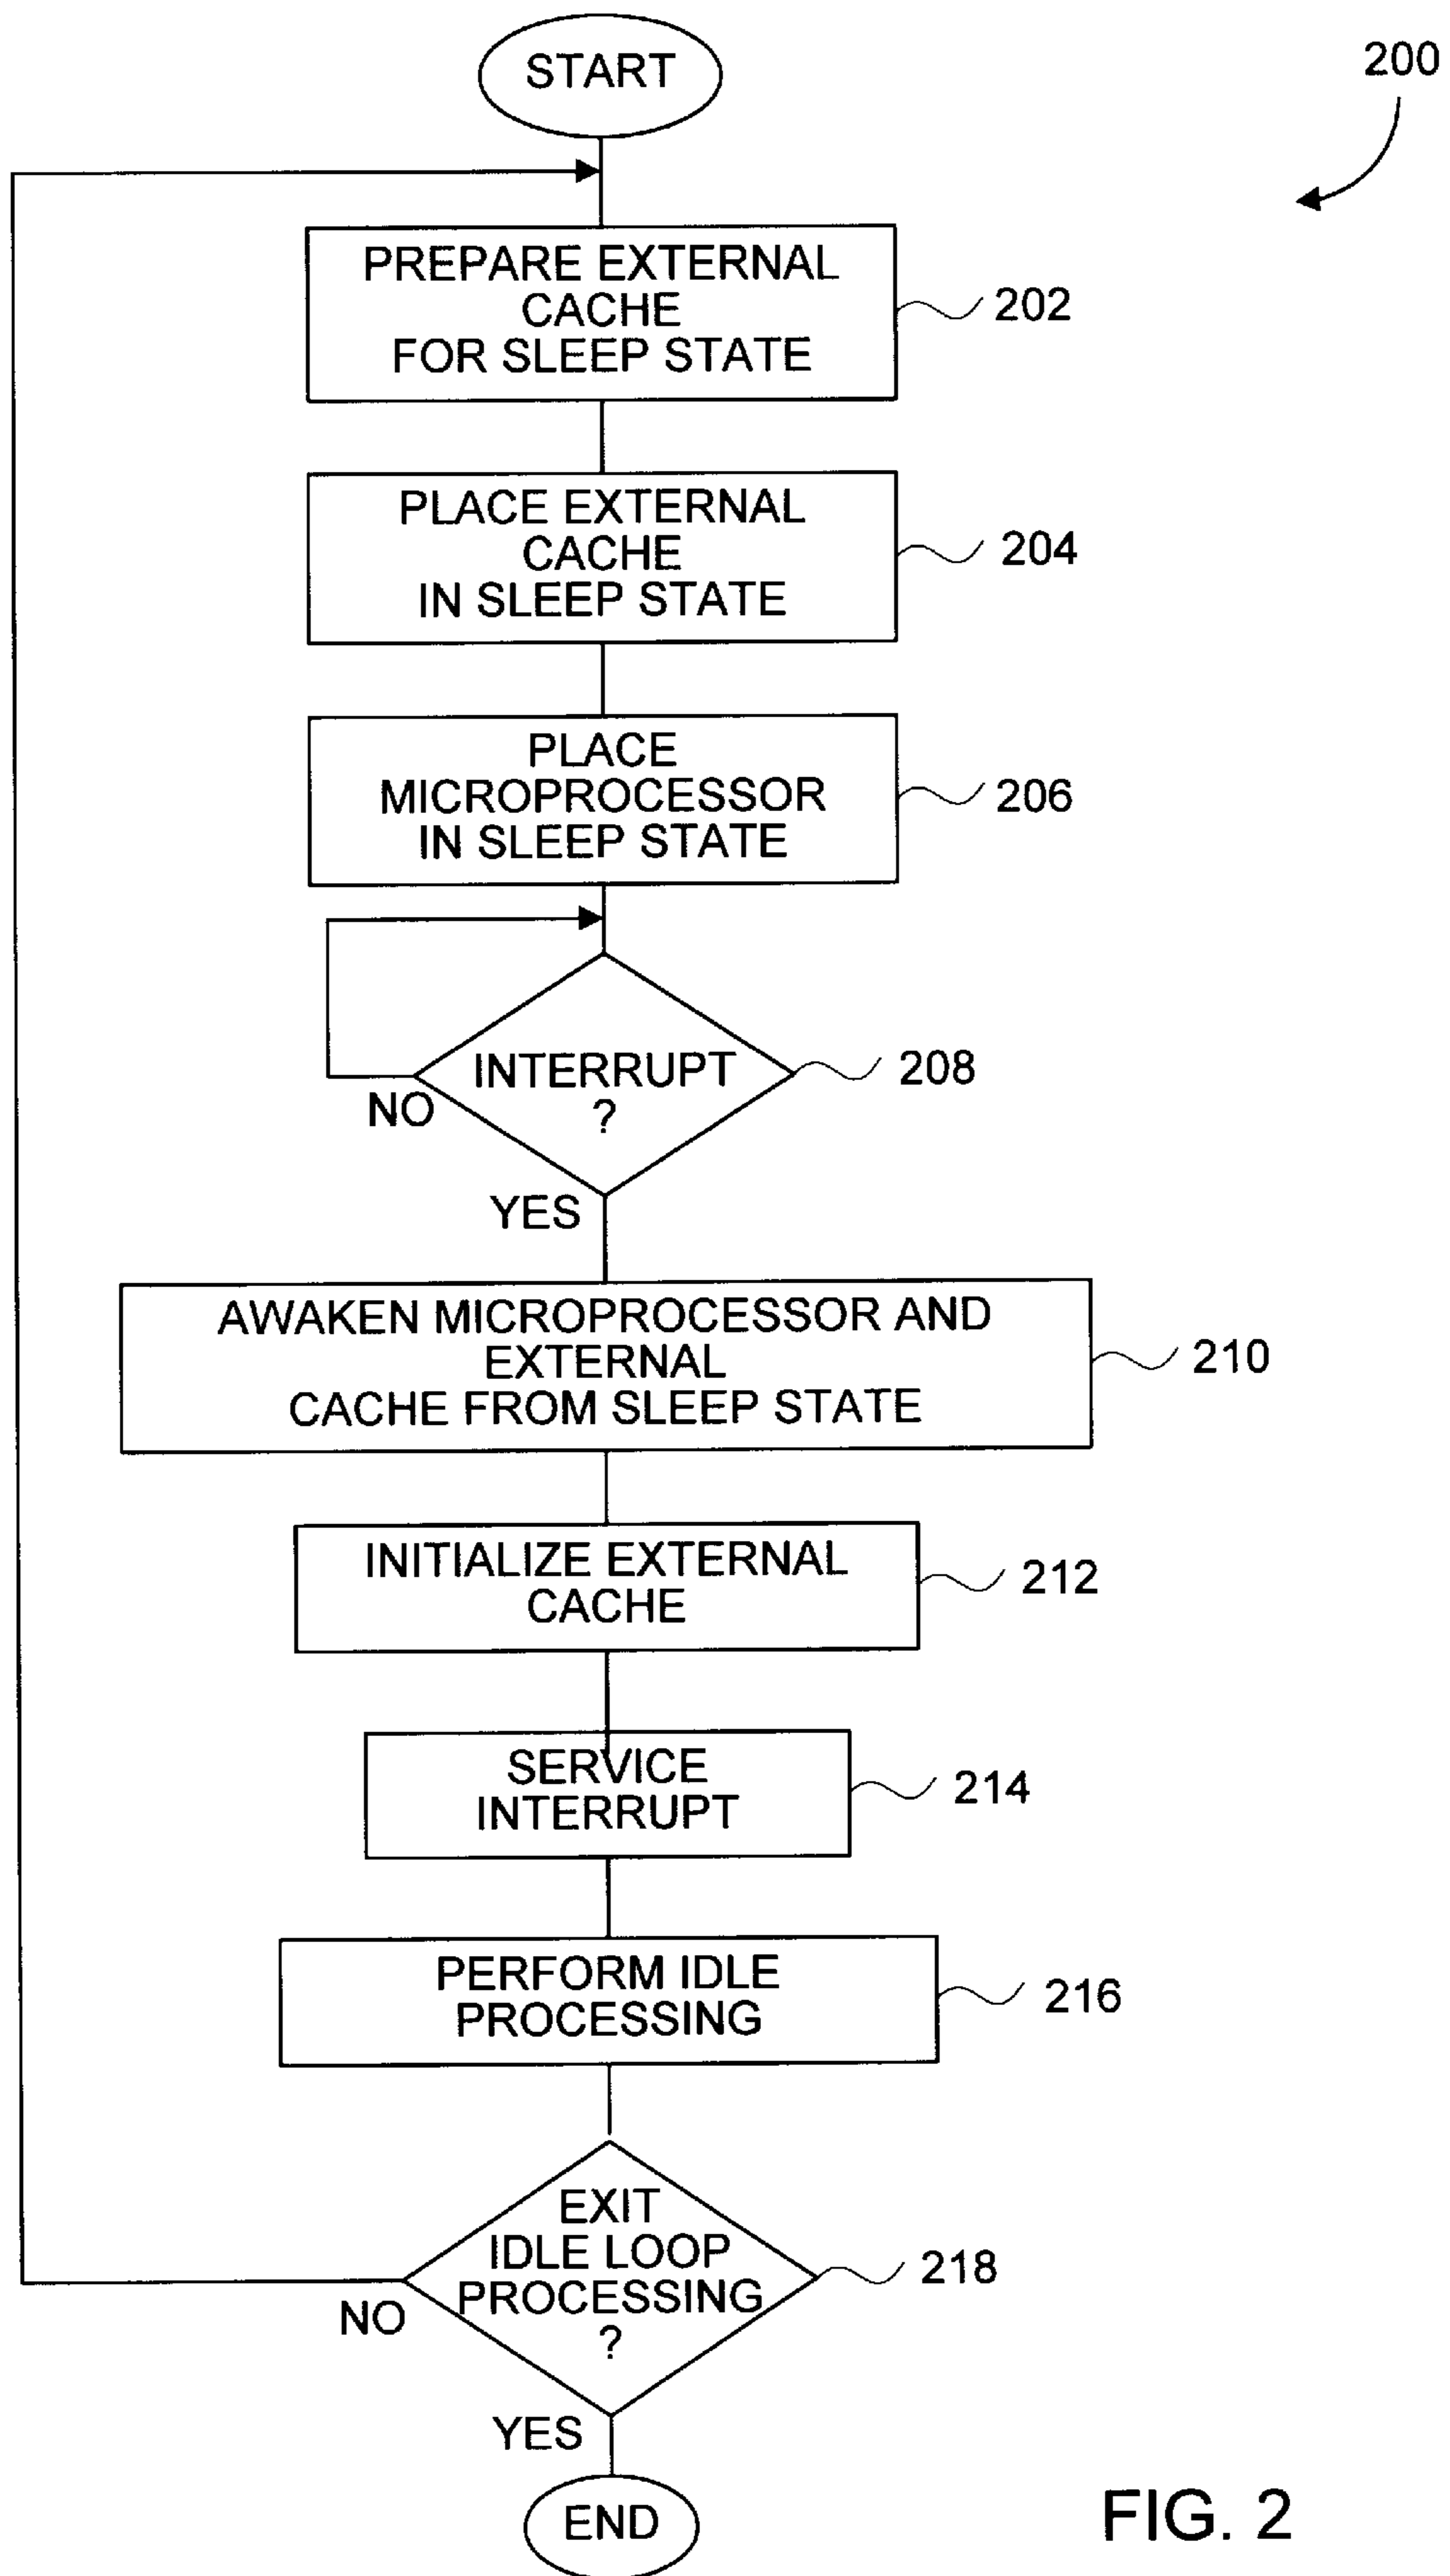 START
200
PREPARE EXTERNAL
CACHE
FOR SLEEP STATE
202
PLACE EXTERNAL
CACHE
IN SLEEP STATE
204
PLACE
MICROPROCESSOR
IN SLEEP STATE
206
INTERRUPT
?
208
NO
YES
AWAKEN MICROPROCESSOR AND
EXTERNAL
CACHE FROM SLEEP STATE
210
INITIALIZE EXTERNAL
CACHE
212
SERVICE
INTERRUPT
214
PERFORM IDLE
PROCESSING
216
EXIT
IDLE LOOP
PROCESSING
?
218
NO
YES
END
FIG. 2